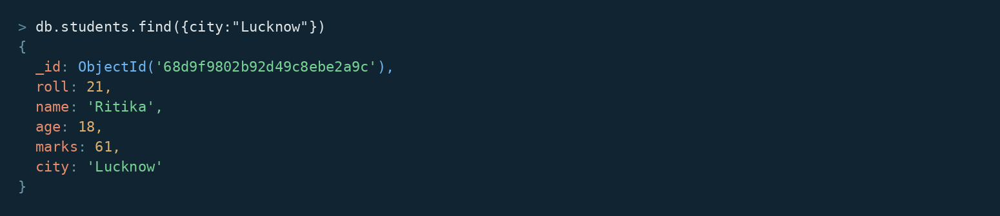 > db.students.find({city:"Lucknow"})
{
  _id: ObjectId('68d9f9802b92d49c8ebe2a9c'),
  roll: 21,
  name: 'Ritika',
  age: 18,
  marks: 61,
  city: 'Lucknow'
}